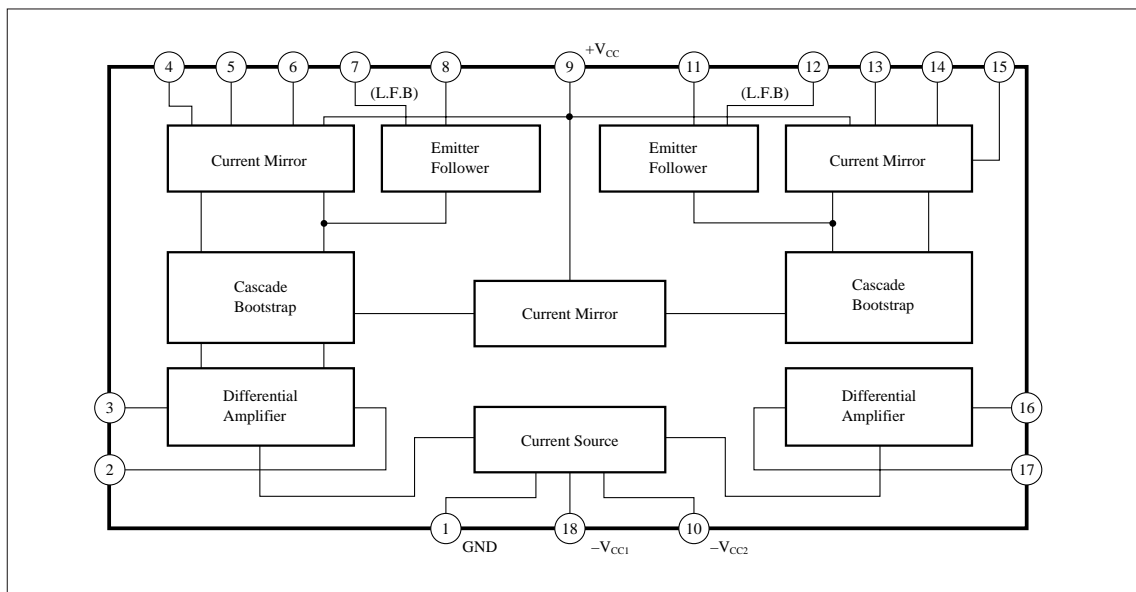 +VCC
4 5 6 7 8 9 11 12 13 14 15
(L.F.B) (L.F.B)
Current Mirror
Emitter
Follower
Emitter
Follower
Current Mirror
Cascade
Bootstrap
Current Mirror
Cascade
Bootstrap
Differential
Amplifier
Current Source
Differential
Amplifier
3 16
2 17
1 18 10
GND –VCC1 –VCC2